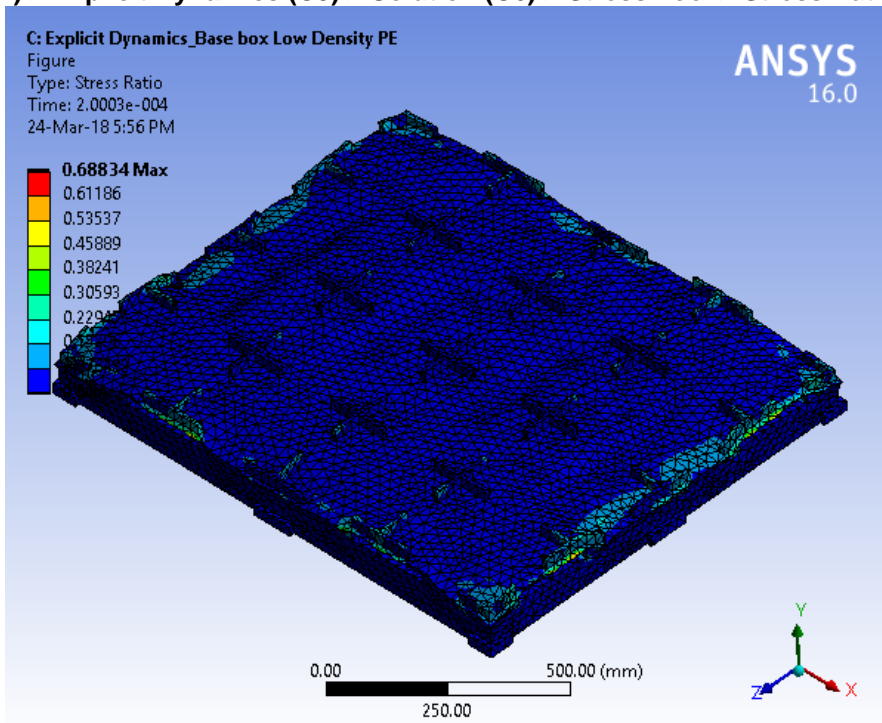 C: Explicit Dynamics_Base box Low Density PE
Figure
Type: Stress Ratio
Time: 2.0003e-004
24-Mar-18 5:56 PM
ANSYS
16.0
0.68834 Max
0.61186
0.53537
0.45889
0.38241
0.30593
0.00
500.00 (mm)
250.00
Y
Z
X